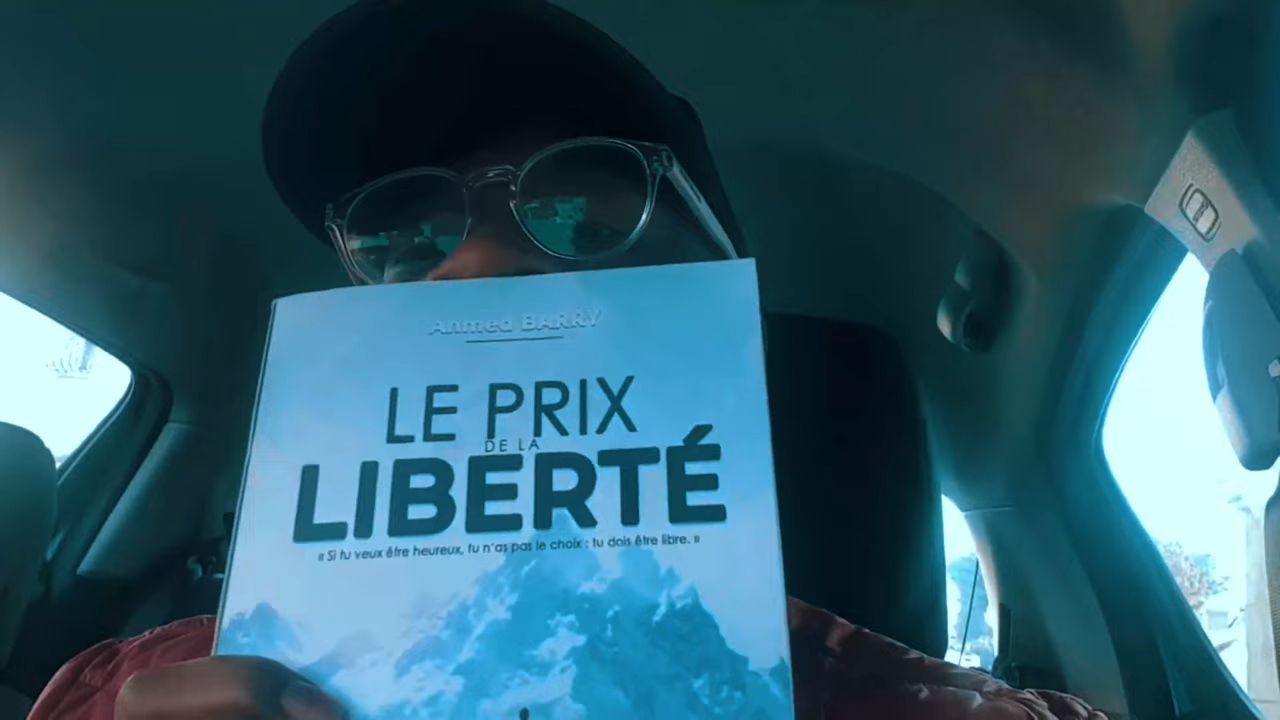 Ahmed BARRY
LE PRIX
DE LA
LIBERTÉ
« Si tu veux être heureux, tu n'as pas le choix : tu dois être libre. »